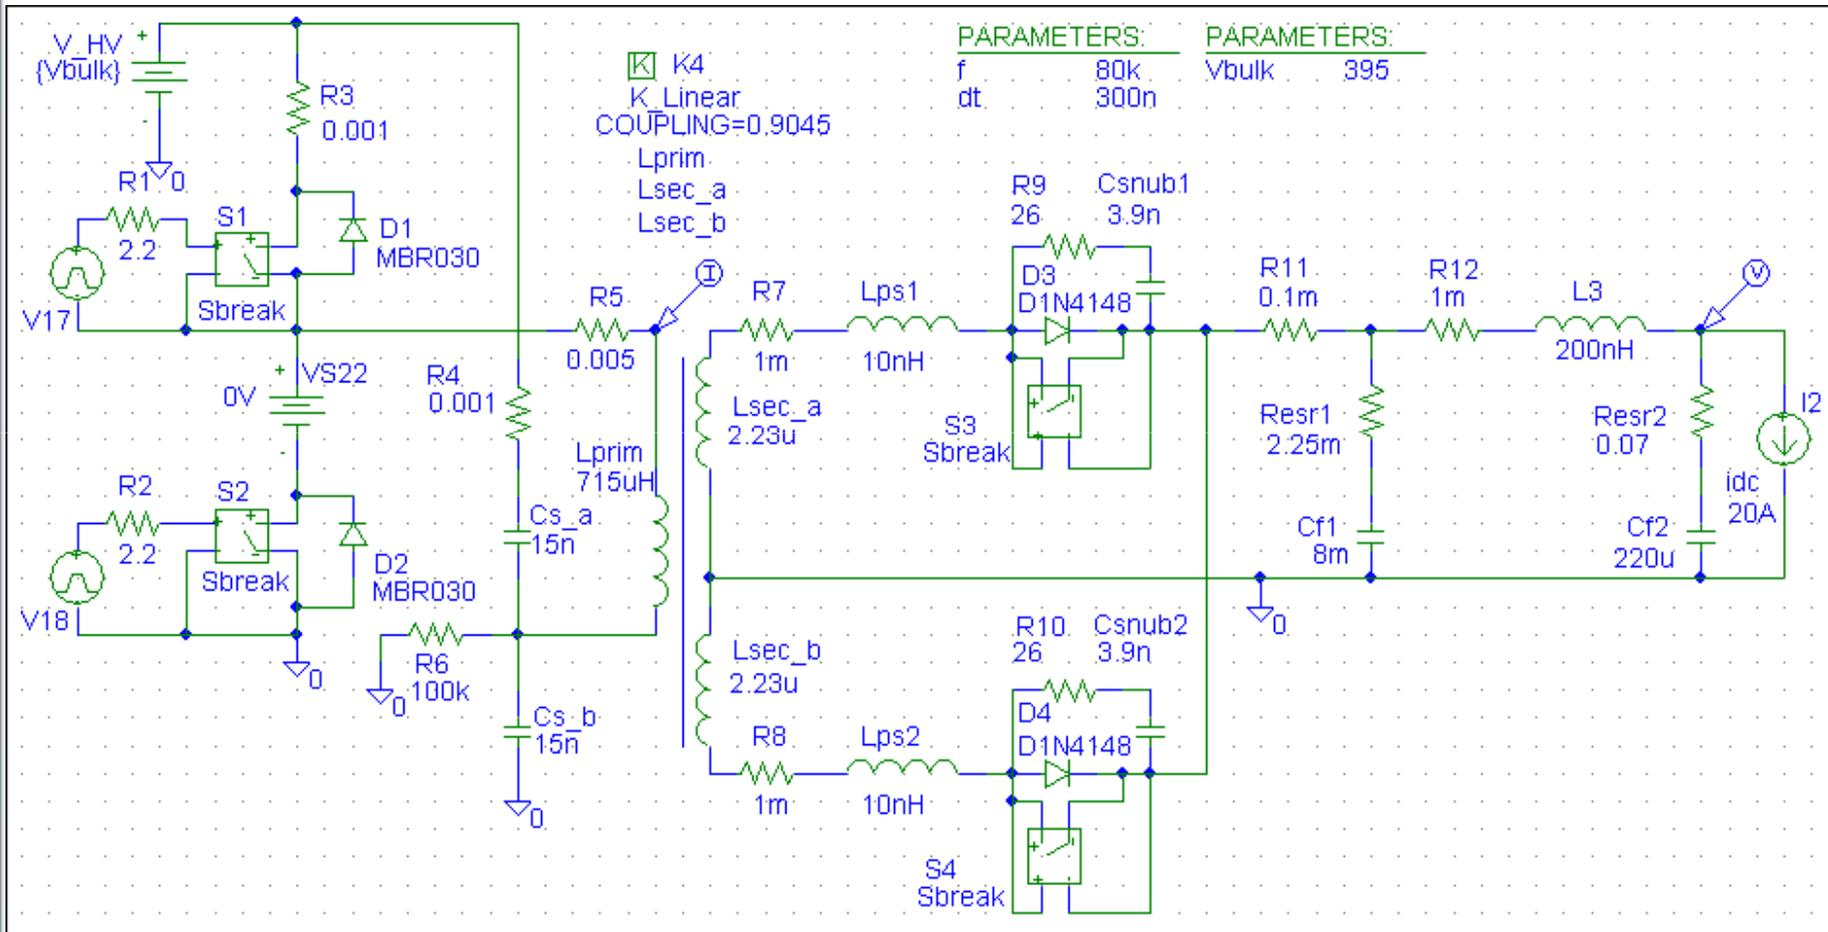 V_HV
{Vbulk}
+
-
0
R3
0.001
K
K4
K_Linear
COUPLING=0.9045
Lprim
Lsec_a
Lsec_b
PARAMETERS:
f 80k
dt 300n
PARAMETERS:
Vbulk 395
R1
2.2
S1
Sbreak
V17
D1
MBR030
R5
0.005
I
R7
1m
Lps1
10nH
R9
26
Csnub1
3.9n
D3
D1N4148
S3
Sbreak
R11
0.1m
R12
1m
L3
200nH
V
VS22
+
0V
-
R4
0.001
Lprim
715uH
Lsec_a
2.23u
Resr1
2.25m
Resr2
0.07
I2
idc
20A
R2
2.2
S2
Sbreak
V18
D2
MBR030
0
Cs_a
15n
Cf1
8m
Cf2
220u
0
R6
100k
0
Cs_b
15n
0
Lsec_b
2.23u
R8
1m
Lps2
10nH
R10
26
Csnub2
3.9n
D4
D1N4148
S4
Sbreak